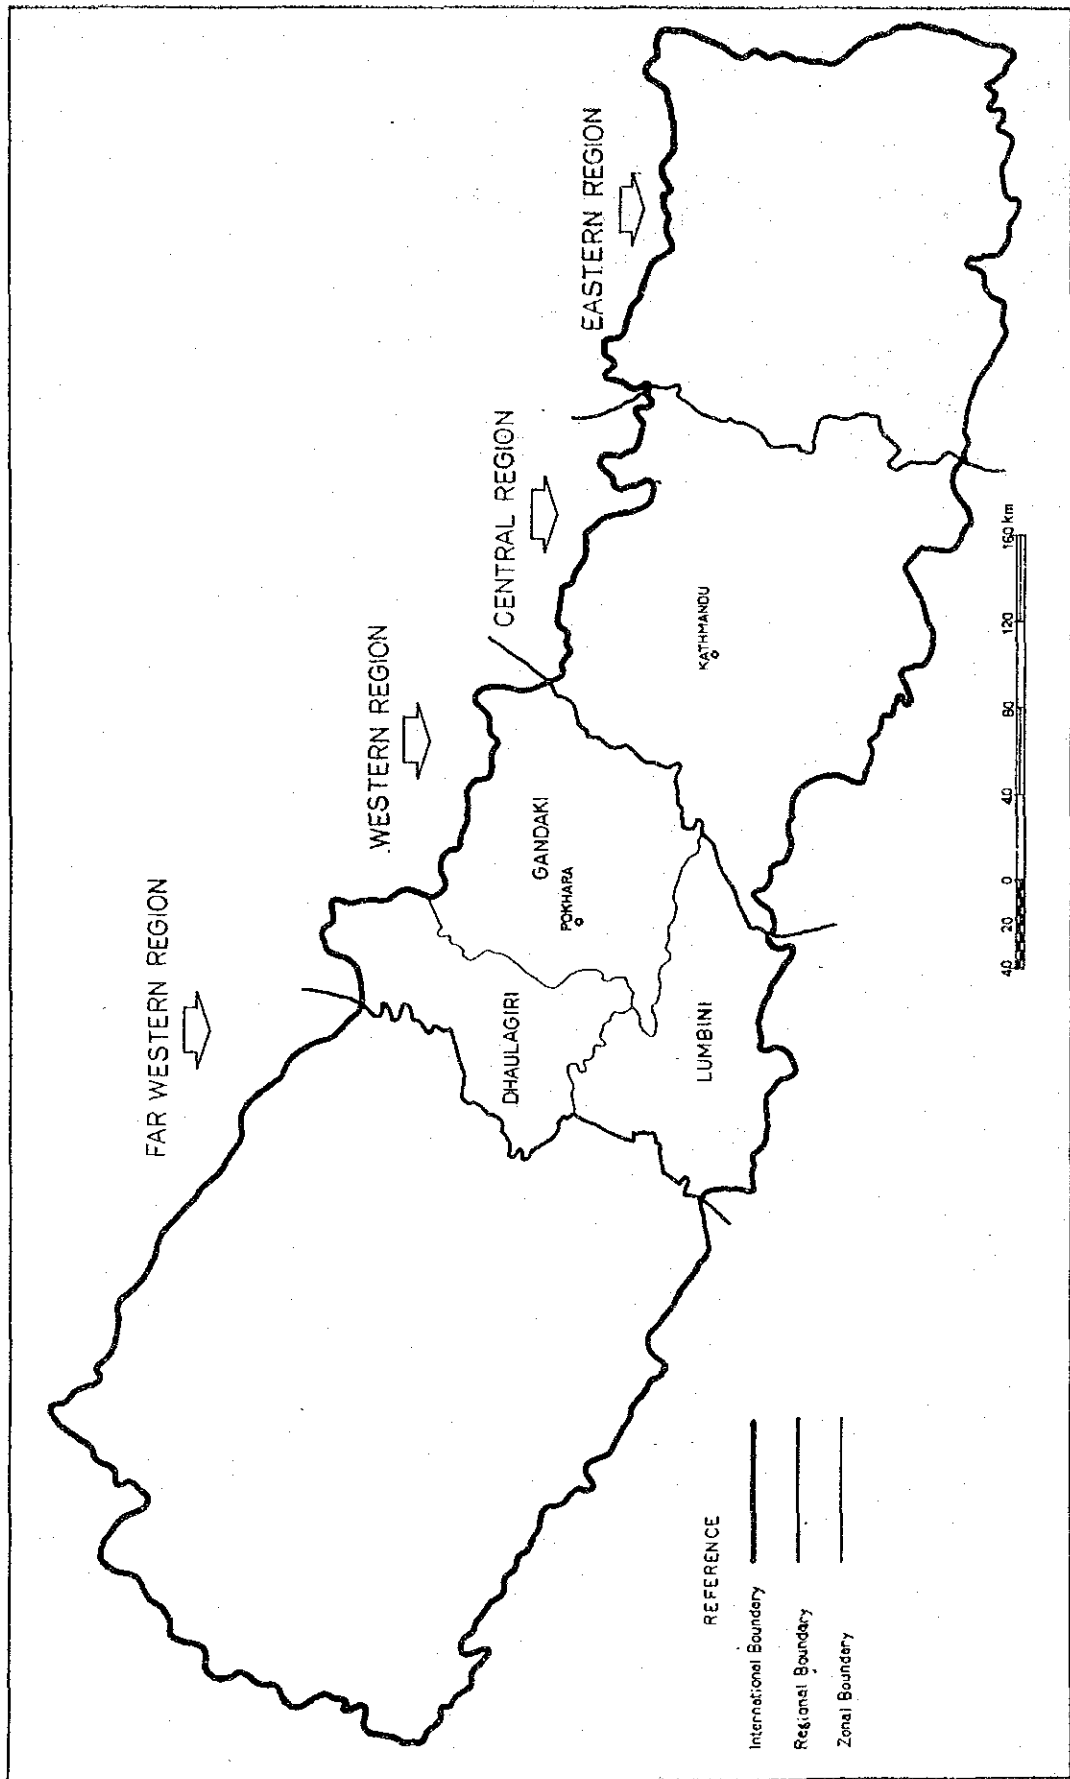 FAR WESTERN REGION
WESTERN REGION
CENTRAL REGION
EASTERN REGION
DHAULAGIRI
GANDAKI
POKHARA
LUMBINI
KATHMANDU
REFERENCE
International Boundary
Regional Boundary
Zonal Boundary
40 20 0 40 80 120 160 km